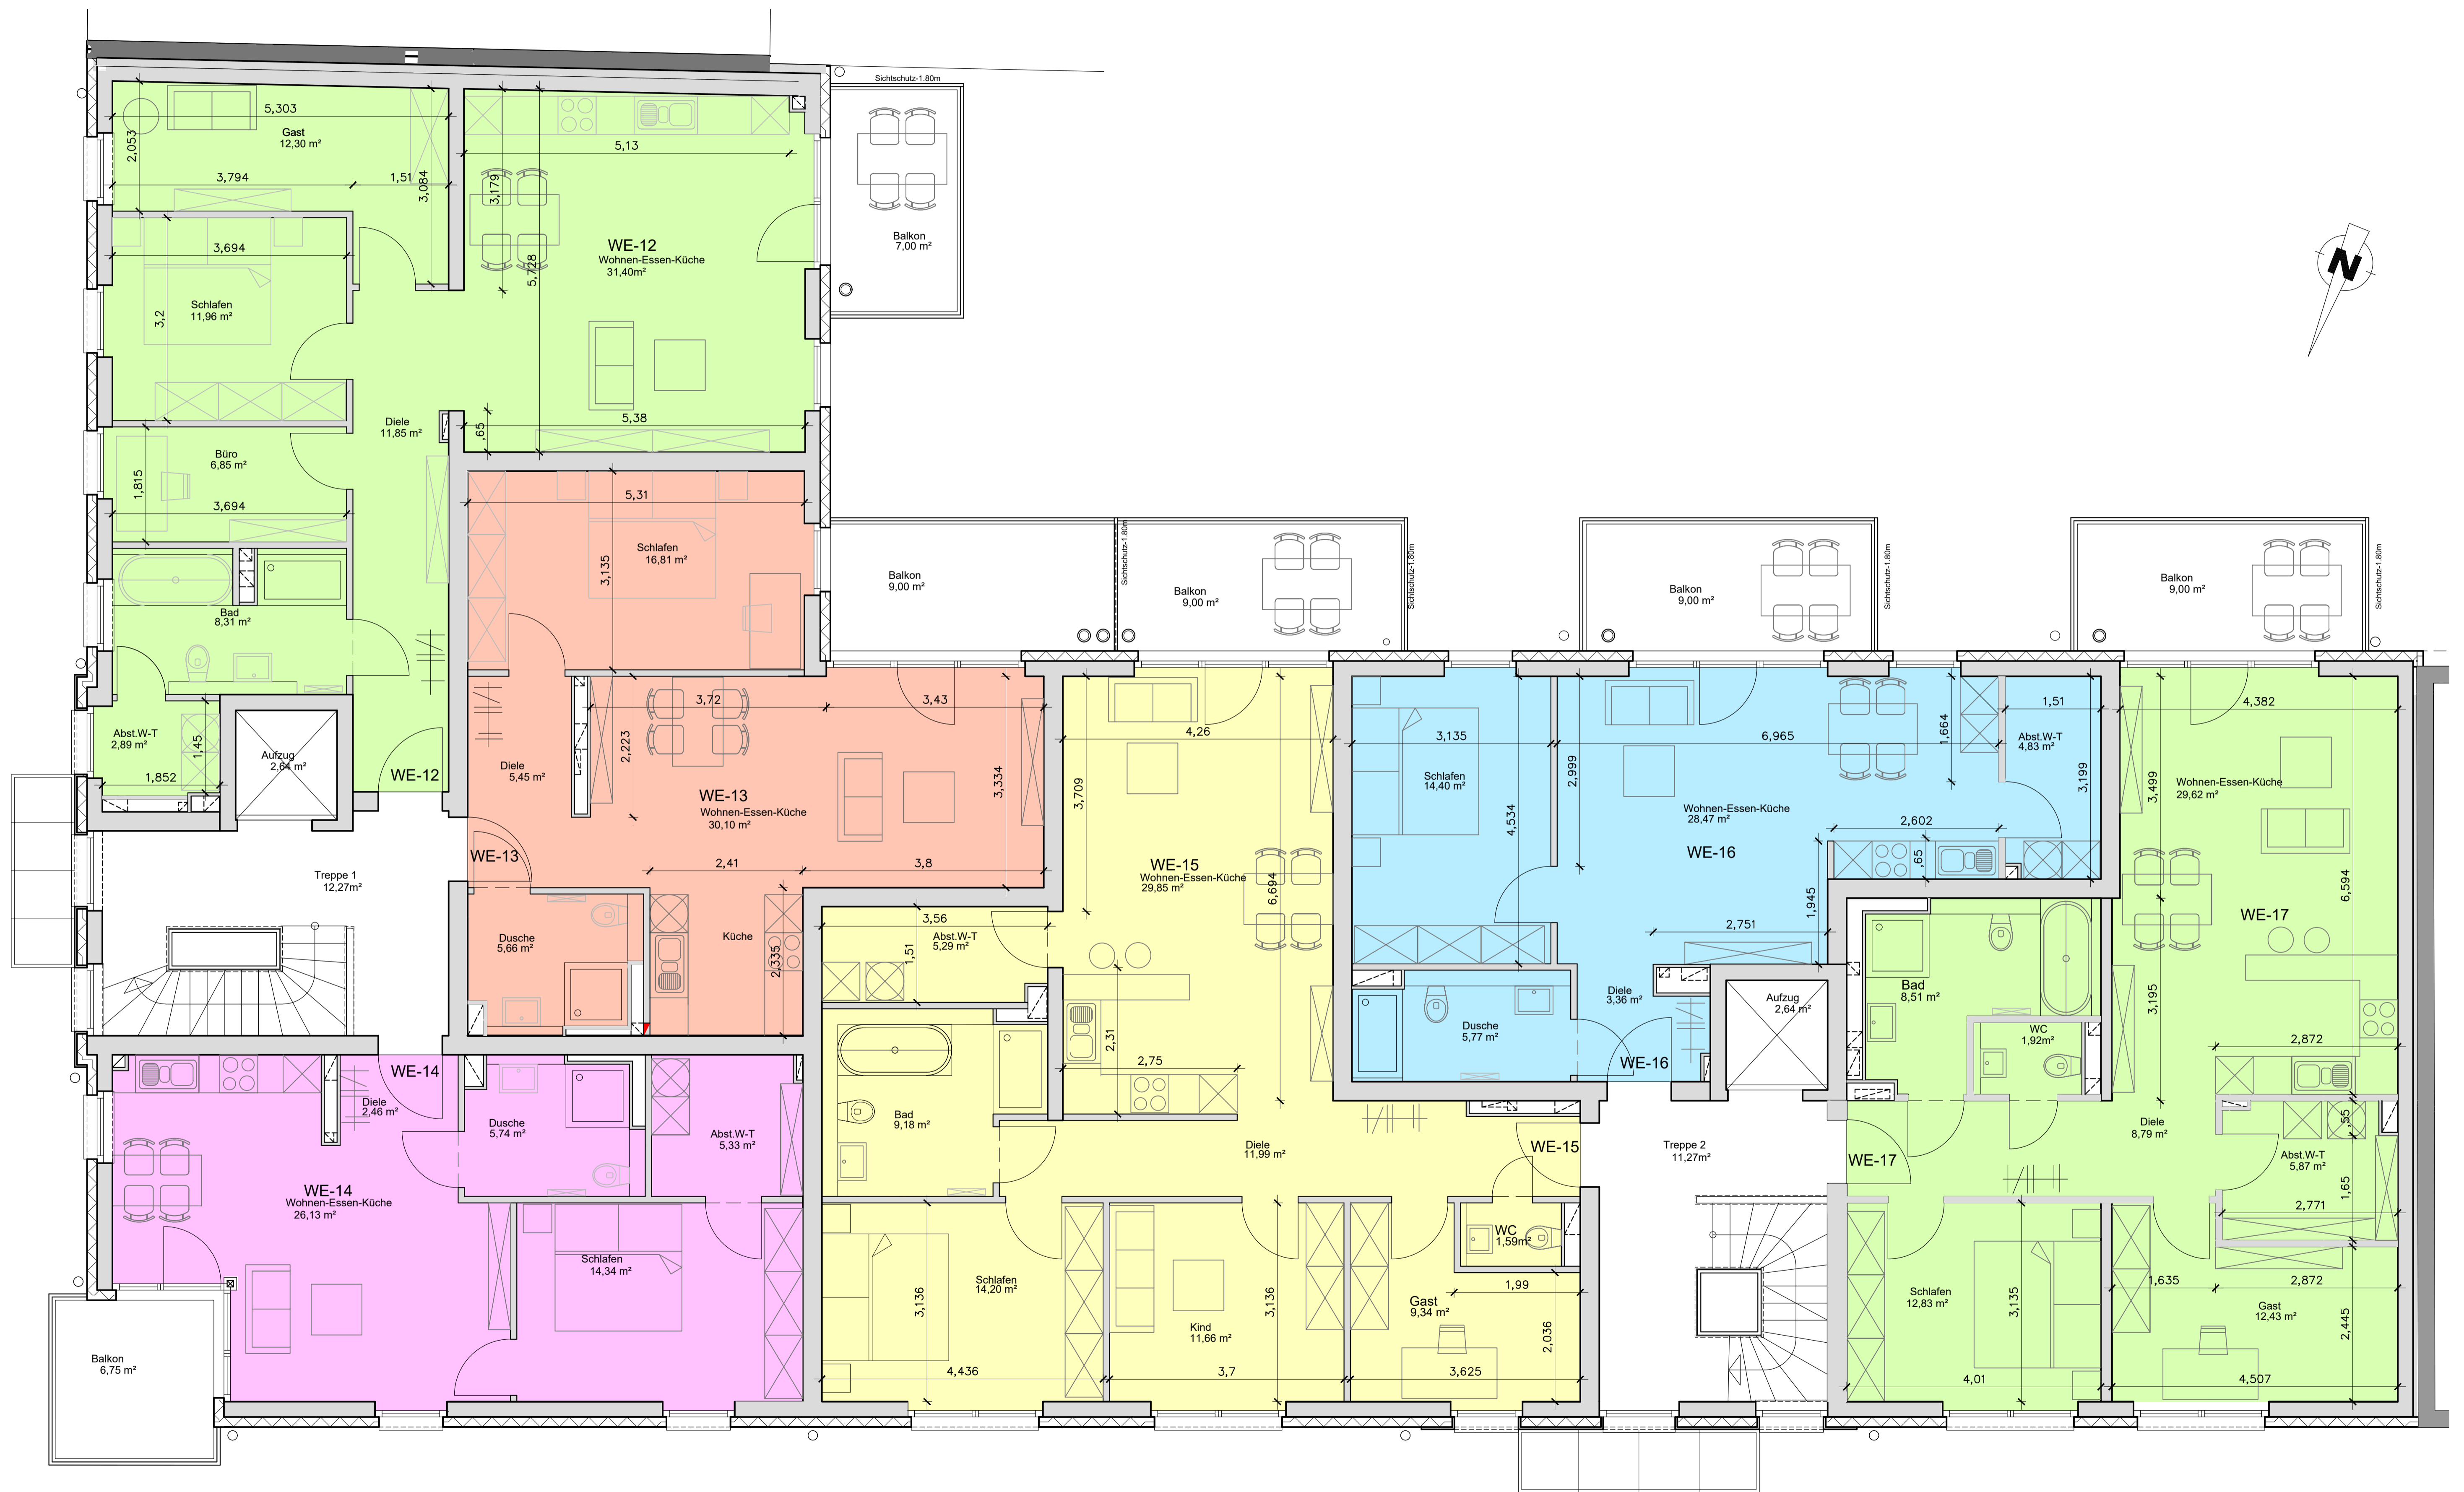 Sichtschutz-1.80m
5,303
Gast
12,30 m²
2,053
3,794
1,51
3,084
5,13
3,179
5,728
WE-12
Wohnen-Essen-Küche
31,40m²
Balkon
7,00 m²
N
3,694
Schlafen
11,96 m²
3,2
Diele
11,85 m²
,65
5,38
Büro
6,85 m²
1,815
3,694
5,31
Schlafen
16,81 m²
3,135
Bad
8,31 m²
Balkon
9,00 m²
Sichtschutz-1.80m
Balkon
9,00 m²
Sichtschutz-1.80m
Balkon
9,00 m²
Sichtschutz-1.80m
Balkon
9,00 m²
Sichtschutz-1.80m
Abst.W-T
2,89 m²
1,45
1,852
Aufzug
2,64 m²
WE-12
Diele
5,45 m²
2,223
3,72
3,43
3,334
WE-13
Wohnen-Essen-Küche
30,10 m²
4,26
3,709
3,135
Schlafen
14,40 m²
4,534
2,999
6,965
1,664
1,51
Abst.W-T
4,83 m²
3,199
Wohnen-Essen-Küche
28,47 m²
WE-16
2,602
,65
4,382
Wohnen-Essen-Küche
29,62 m²
3,499
6,594
WE-17
WE-13
2,41
3,8
Treppe 1
12,27m²
WE-15
Wohnen-Essen-Küche
29,85 m²
6,694
Dusche
5,66 m²
Küche
2,335
3,56
Abst.W-T
5,29 m²
1,51
2,751
1,945
Diele
3,36 m²
Dusche
5,77 m²
WE-16
Aufzug
2,64 m²
Bad
8,51 m²
WC
1,92m²
3,195
2,872
2,31
2,75
WE-14
Diele
2,46 m²
Dusche
5,74 m²
Abst.W-T
5,33 m²
Bad
9,18 m²
Diele
11,99 m²
WE-15
Treppe 2
11,27m²
WE-17
Diele
8,79 m²
,55
Abst.W-T
5,87 m²
1,65
2,771
WE-14
Wohnen-Essen-Küche
26,13 m²
Schlafen
14,34 m²
Schlafen
14,20 m²
3,136
4,436
Kind
11,66 m²
3,136
3,7
WC
1,59m²
1,99
Gast
9,34 m²
2,036
3,625
Schlafen
12,83 m²
3,135
4,01
1,635
2,872
Gast
12,43 m²
2,445
4,507
Balkon
6,75 m²